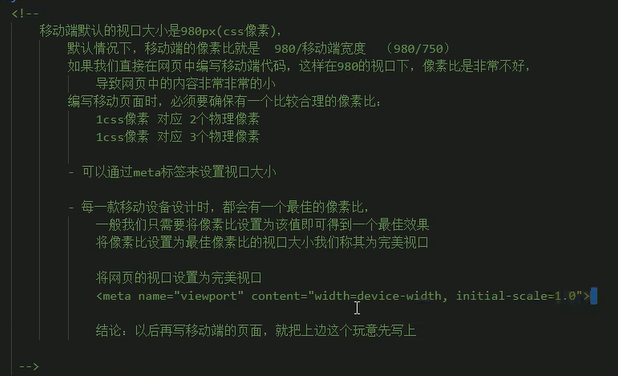 <!--
移动端默认的视口大小是980px(css像素),
默认情况下，移动端的像素比就是 980/移动端宽度 （980/750）
如果我们直接在网页中编写移动端代码，这样在980的视口下，像素比是非常不好，
导致网页中的内容非常非常的小
编写移动页面时，必须要确保有一个比较合理的像素比：
1css像素 对应 2个物理像素
1css像素 对应 3个物理像素
- 可以通过meta标签来设置视口大小
- 每一款移动设备设计时，都会有一个最佳的像素比，
一般我们只需要将像素比设置为该值即可得到一个最佳效果
将像素比设置为最佳像素比的视口大小我们称其为完美视口
将网页的视口设置为完美视口
<meta name="viewport" content="width=device-width, initial-scale=1.0">
结论：以后再写移动端的页面，就把上边这个玩意先写上
-->